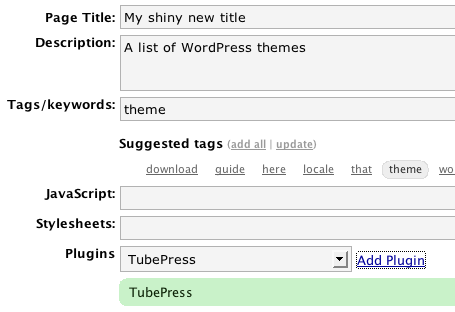 Page Title: My shiny new title
Description: A list of WordPress themes
Tags/keywords: theme
Suggested tags (add all | update)
download guide here locale that theme wo
JavaScript:
Stylesheets:
Plugins TubePress Add Plugin
TubePress